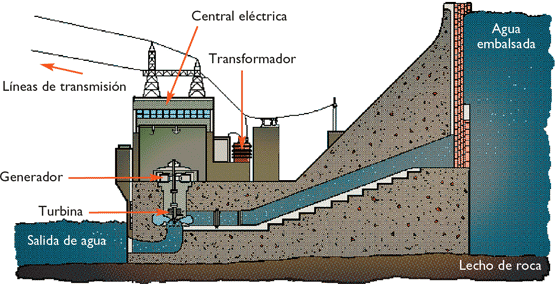 Central eléctrica
Agua
embalsada
Transformador
Líneas de transmisión
Generador
Turbina
Salida de agua
Lecho de roca